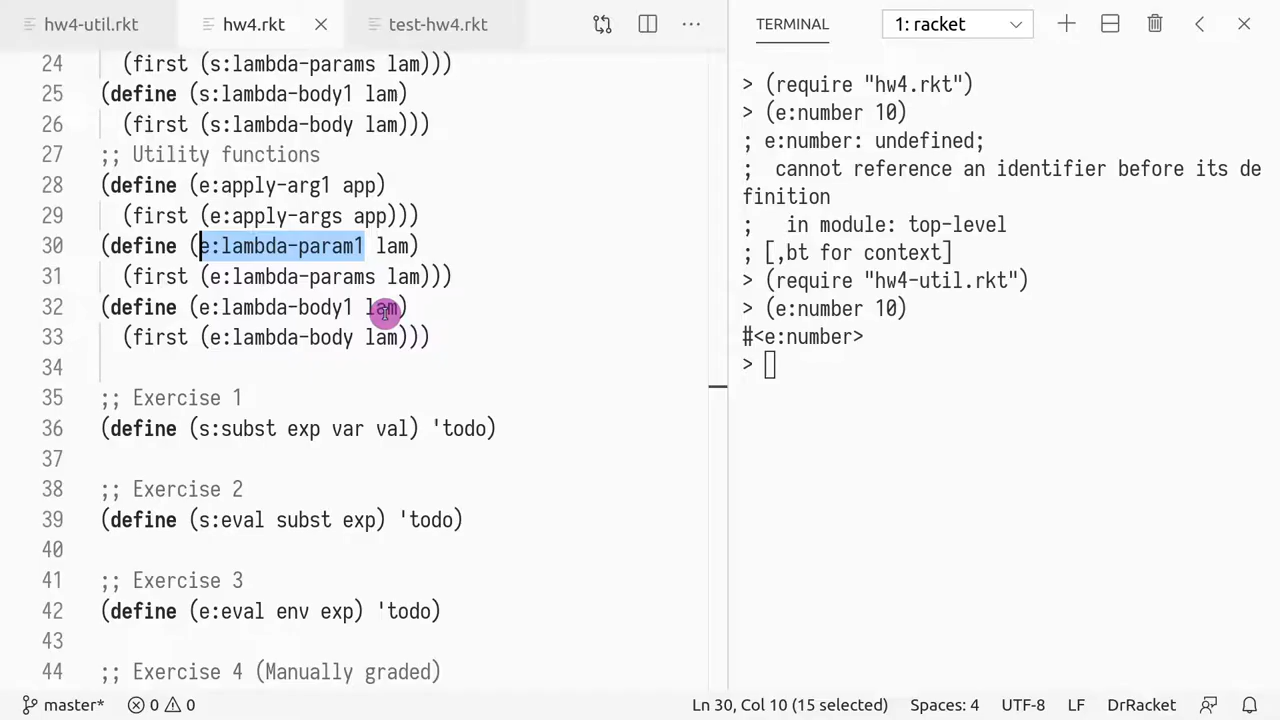 hw4-util.rkt
hw4.rkt
test-hw4.rkt
24 (first (s:lambda-params lam)))
25 (define (s:lambda-body1 lam)
26 (first (s:lambda-body lam)))
27 ;; Utility functions
28 (define (e:apply-arg1 app)
29 (first (e:apply-args app)))
30 (define (e:lambda-param1 lam)
31 (first (e:lambda-params lam)))
32 (define (e:lambda-body1 lam)
33 (first (e:lambda-body lam)))
34
35 ;; Exercise 1
36 (define (s:subst exp var val) 'todo)
37
38 ;; Exercise 2
39 (define (s:eval subst exp) 'todo)
40
41 ;; Exercise 3
42 (define (e:eval env exp) 'todo)
43
44 ;; Exercise 4 (Manually graded)
TERMINAL
1: racket
> (require "hw4.rkt")
> (e:number 10)
; e:number: undefined;
;  cannot reference an identifier before its de
finition
;   in module: top-level
; [,bt for context]
> (require "hw4-util.rkt")
> (e:number 10)
#<e:number>
>
master*
0
0
Ln 30, Col 10 (15 selected)
Spaces: 4
UTF-8
LF
DrRacket